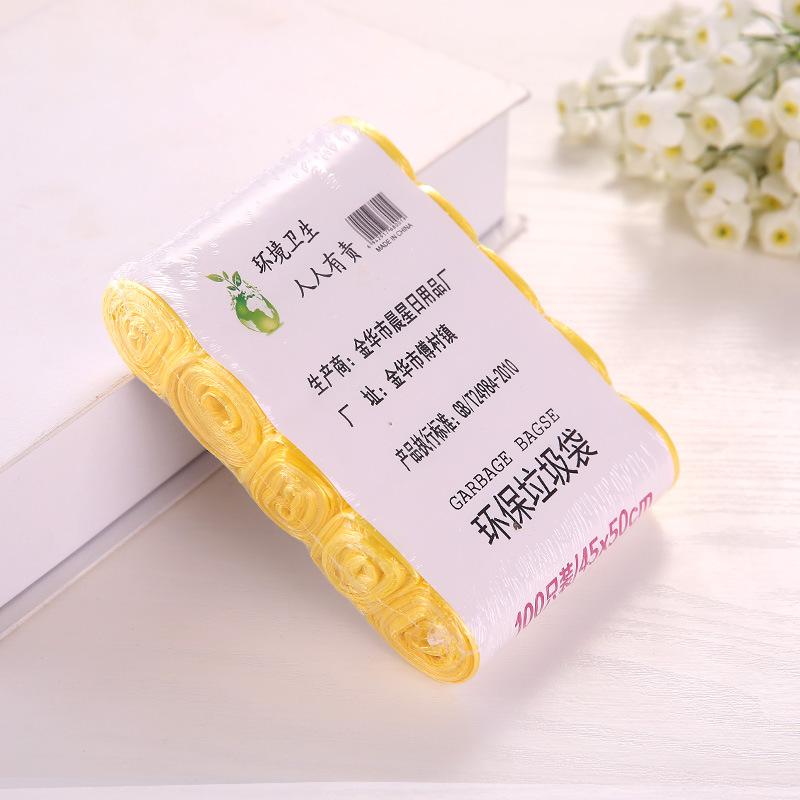 环境卫生
人人有责
MADE IN CHINA
生产商：金华市晨星日用品厂
厂 址：金华市傅村镇
产品执行标准：GB/T24984-2010
GARBAGE BAGSE
环保垃圾袋
100只装/45x50cm